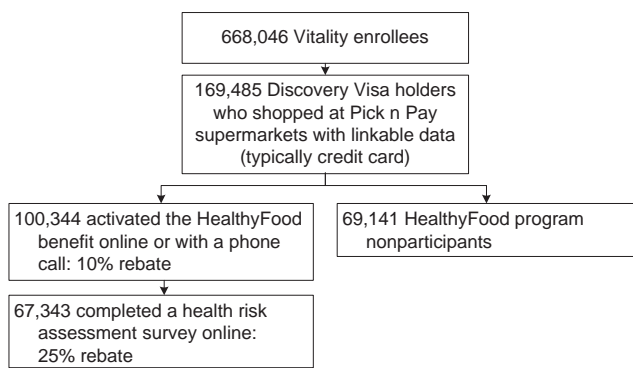 668,046 Vitality enrollees
169,485 Discovery Visa holders
who shopped at Pick n Pay
supermarkets with linkable data
(typically credit card)
100,344 activated the HealthyFood
benefit online or with a phone
call: 10% rebate
69,141 HealthyFood program
nonparticipants
67,343 completed a health risk
assessment survey online:
25% rebate